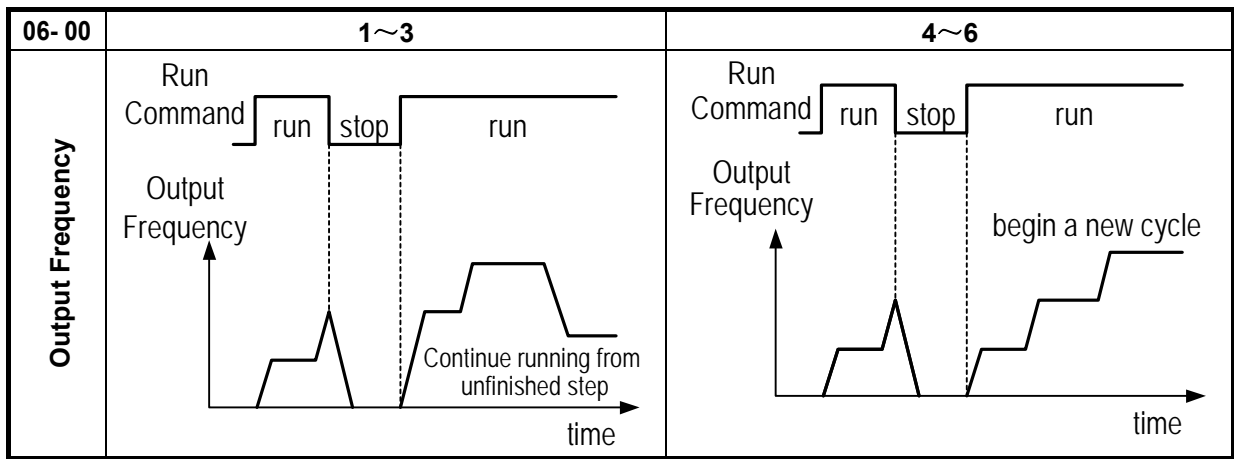 06- 00
1～3
4～6
Output Frequency
Run
Command
run
stop
run
Output
Frequency
Continue running from
unfinished step
time
Run
Command
run
stop
run
Output
Frequency
begin a new cycle
time